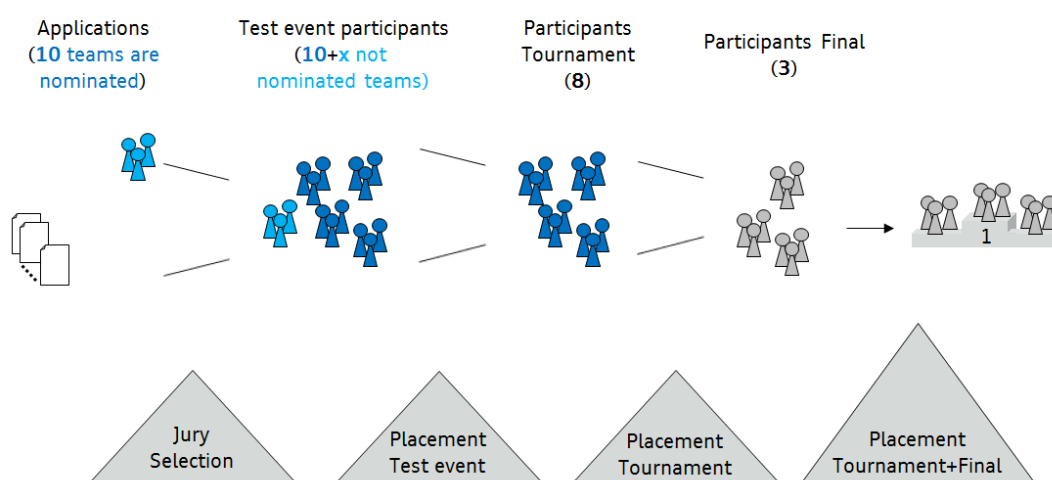 Applications
(10 teams are
nominated)
Test event participants
(10+x not
nominated teams)
Participants
Tournament
(8)
Participants Final
(3)
1
Jury
Selection
Placement
Test event
Placement
Tournament
Placement
Tournament+Final